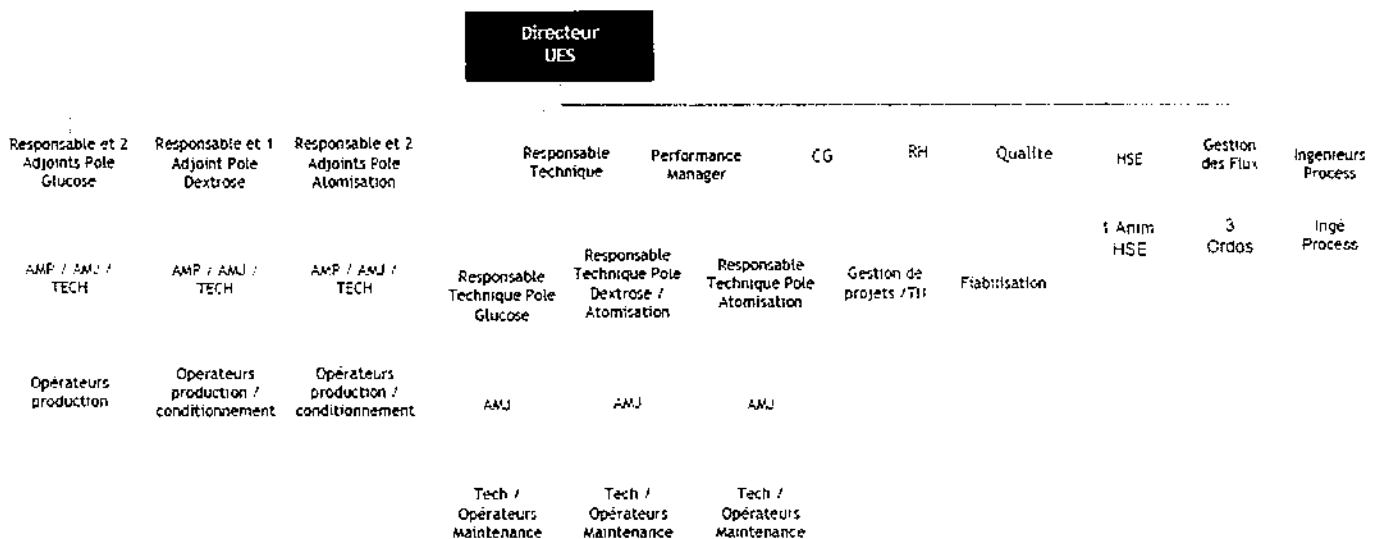 Directeur
UES
Responsable et 2
Adjoints Pole
Glucose
Responsable et 1
Adjoint Pole
Dextrose
Responsable et 2
Adjoints Pole
Atomisation
Responsable
Technique
Performance
Manager
CG
RH
Qualite
HSE
Gestion
des Flux
Ingenieurs
Process
1 Anim
HSE
3
Ordos
Ingé
Process
AMP / AMJ /
TECH
AMP / AMJ /
TECH
AMP / AMJ /
TECH
Responsable
Technique Pole
Glucose
Responsable
Technique Pole
Dextrose /
Atomisation
Responsable
Technique Pole
Atomisation
Gestion de
projets /
Fiabilisation
Opérateurs
production
Operateurs
production /
conditionnement
Opérateurs
production /
conditionnement
AMJ
AMJ
AMJ
Tech /
Opérateurs
Maintenance
Tech /
Opérateurs
Maintenance
Tech /
Opérateurs
Maintenance